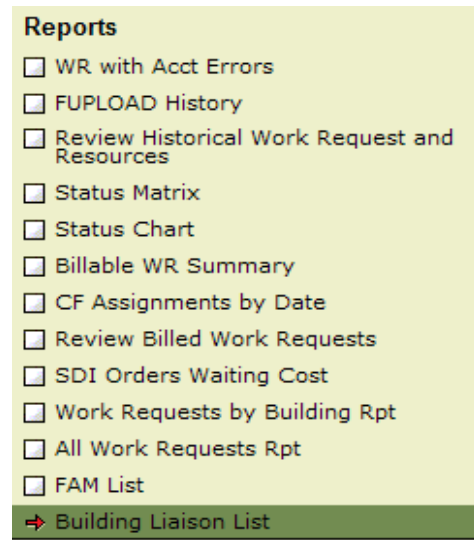 Reports
WR with Acct Errors
FUPLOAD History
Review Historical Work Request and
Resources
Status Matrix
Status Chart
Billable WR Summary
CF Assignments by Date
Review Billed Work Requests
SDI Orders Waiting Cost
Work Requests by Building Rpt
All Work Requests Rpt
FAM List
Building Liaison List